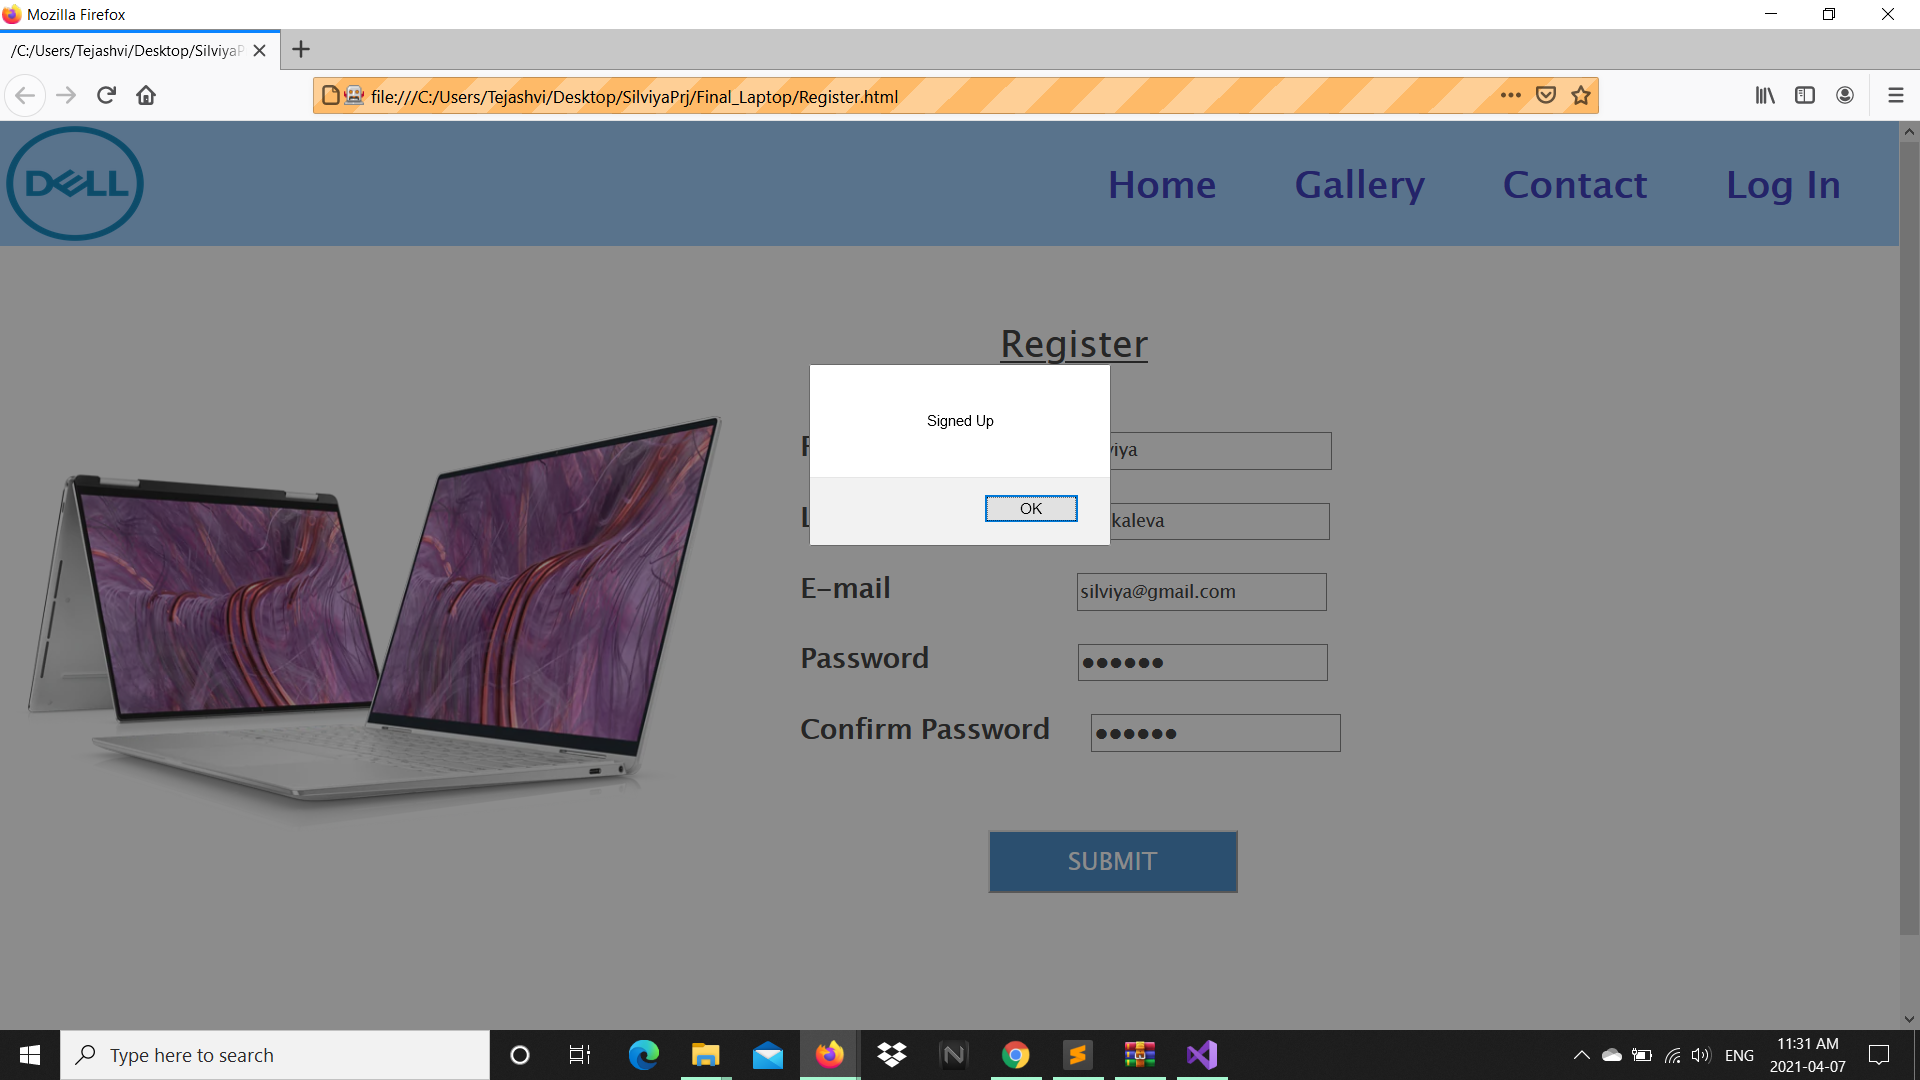 Mozilla Firefox
/C:/Users/Tejashvi/Desktop/SilviyaP
file:///C:/Users/Tejashvi/Desktop/SilviyaPrj/Final_Laptop/Register.html
DELL
Home Gallery Contact Log In
Register
Signed Up
OK
F viya
L kaleva
E-mail silviya@gmail.com
Password ●●●●●●
Confirm Password ●●●●●●
SUBMIT
Type here to search
ENG
11:31 AM
2021-04-07